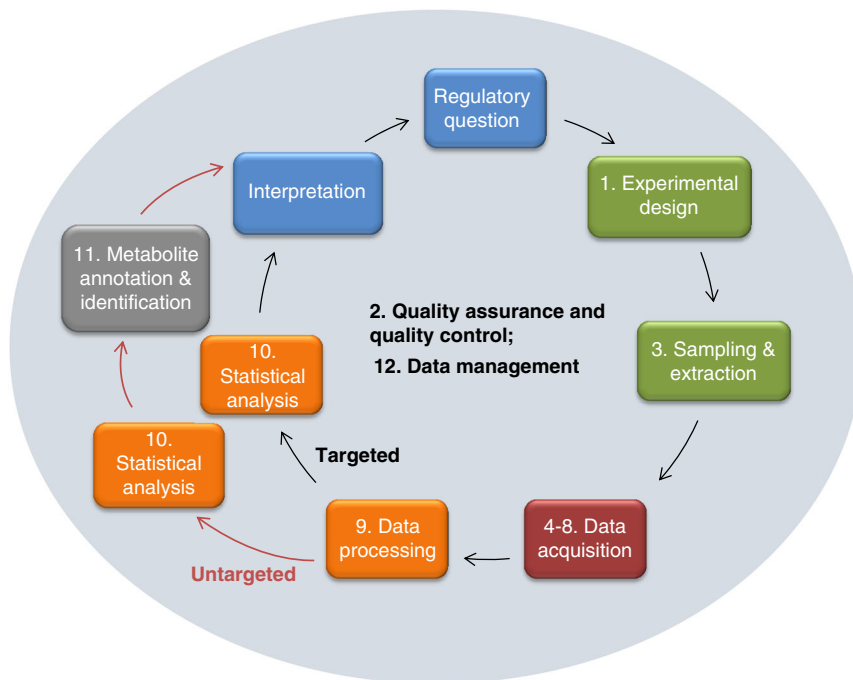 Regulatory
question
1. Experimental
design
3. Sampling &
extraction
4-8. Data
acquisition
9. Data
processing
Targeted
Untargeted
10.
Statistical
analysis
10.
Statistical
analysis
11. Metabolite
annotation &
identification
Interpretation
2. Quality assurance and
quality control;
12. Data management